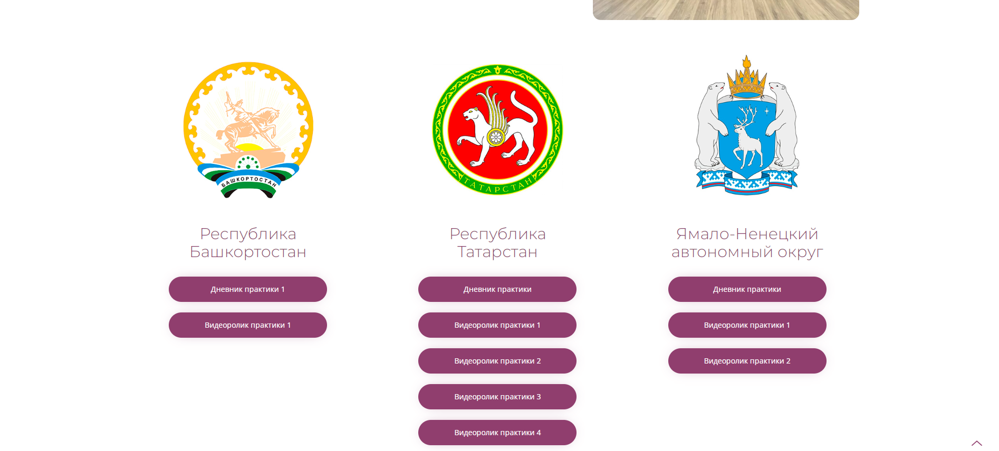 БАШКОРТОСТАН
ТАТАРСТАН
Республика
Башкортостан
Дневник практики 1
Видеоролик практики 1
Республика
Татарстан
Дневник практики
Видеоролик практики 1
Видеоролик практики 2
Видеоролик практики 3
Видеоролик практики 4
Ямало-Ненецкий
автономный округ
Дневник практики
Видеоролик практики 1
Видеоролик практики 2